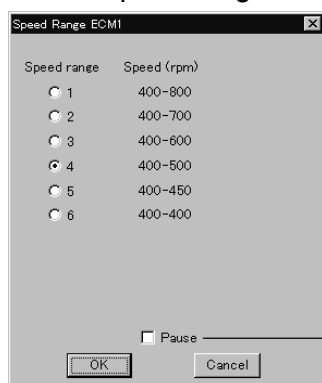 Speed Range ECM1
Speed range Speed (rpm)
1 400-800
2 400-700
3 400-600
4 400-500
5 400-450
6 400-400
Pause
OK Cancel